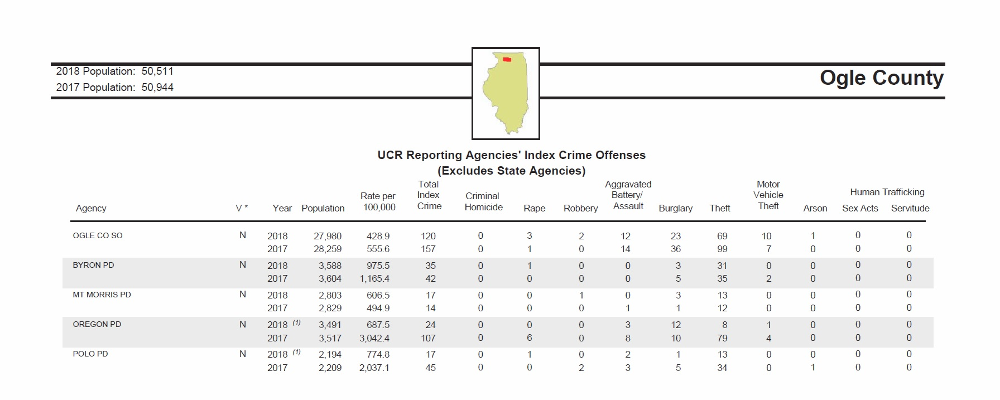 2018 Population: 50,511
2017 Population: 50,944
Ogle County
UCR Reporting Agencies' Index Crime Offenses
(Excludes State Agencies)
Agency V * Year Population Rate per 100,000 Total Index Crime Criminal Homicide Rape Robbery Aggravated Battery/ Assault Burglary Theft Motor Vehicle Theft Arson Human Trafficking Sex Acts Servitude
OGLE CO SO N 2018 27,980 428.9 120 0 3 2 12 23 69 10 1 0 0
2017 28,259 555.6 157 0 1 0 14 36 99 7 0 0 0
BYRON PD N 2018 3,588 975.5 35 0 1 0 0 3 31 0 0 0 0
2017 3,604 1,165.4 42 0 0 0 0 5 35 2 0 0 0
MT MORRIS PD N 2018 2,803 606.5 17 0 0 1 0 3 13 0 0 0 0
2017 2,829 494.9 14 0 0 0 1 1 12 0 0 0 0
OREGON PD N 2018 (1) 3,491 687.5 24 0 0 0 3 12 8 1 0 0 0
2017 3,517 3,042.4 107 0 6 0 8 10 79 4 0 0 0
POLO PD N 2018 (1) 2,194 774.8 17 0 1 0 2 1 13 0 0 0 0
2017 2,209 2,037.1 45 0 0 2 3 5 34 0 1 0 0